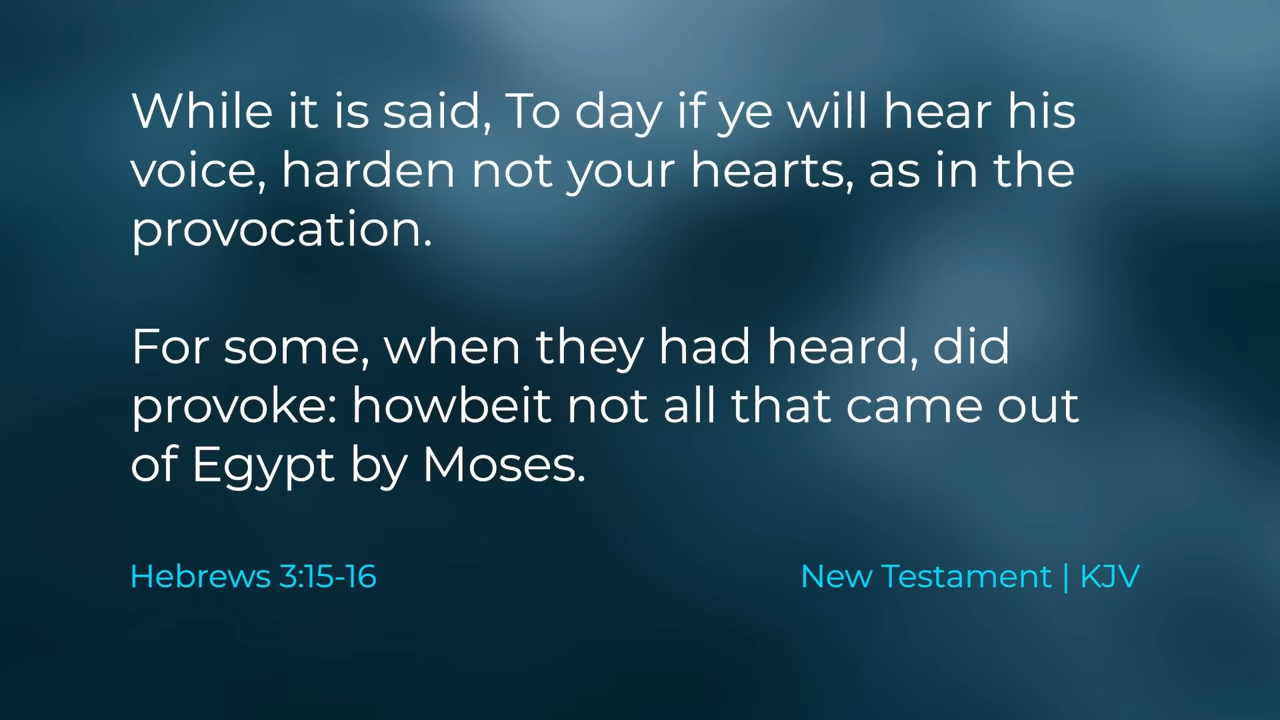 While it is said, To day if ye will hear his
voice, harden not your hearts, as in the
provocation.
For some, when they had heard, did
provoke: howbeit not all that came out
of Egypt by Moses.
Hebrews 3:15-16
New Testament | KJV